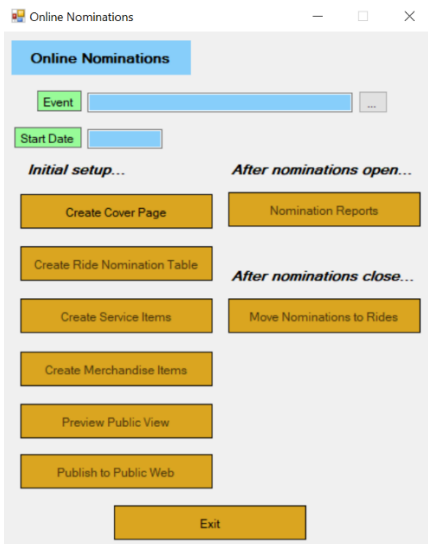 Online Nominations
Online Nominations
Event
...
Start Date
Initial setup...
Create Cover Page
Create Ride Nomination Table
Create Service Items
Create Merchandise Items
Preview Public View
Publish to Public Web
After nominations open...
Nomination Reports
After nominations close...
Move Nominations to Rides
Exit